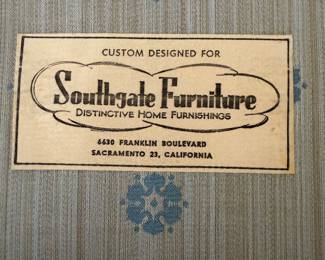 CUSTOM DESIGNED FOR
Southgate Furniture
DISTINCTIVE HOME FURNISHINGS
6630 FRANKLIN BOULEVARD
SACRAMENTO 23, CALIFORNIA